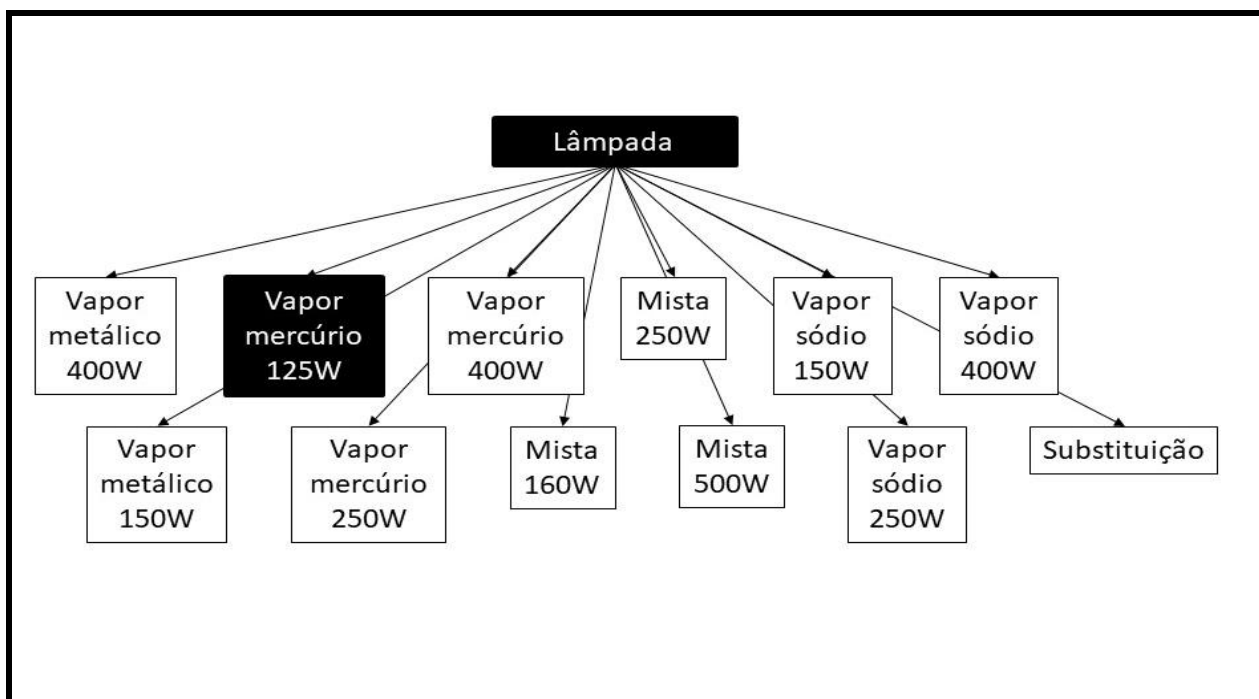 Lâmpada
Vapor
metálico
400W
Vapor
mercúrio
125W
Vapor
mercúrio
400W
Mista
250W
Vapor
sódio
150W
Vapor
sódio
400W
Vapor
metálico
150W
Vapor
mercúrio
250W
Mista
160W
Mista
500W
Vapor
sódio
250W
Substituição